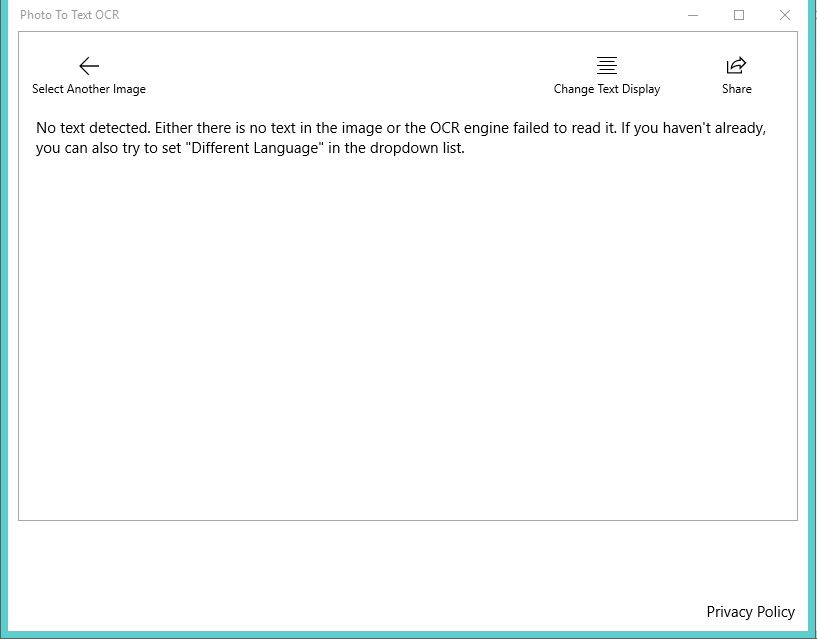 Photo To Text OCR
Select Another Image
Change Text Display
Share
No text detected. Either there is no text in the image or the OCR engine failed to read it. If you haven't already,
you can also try to set "Different Language" in the dropdown list.
Privacy Policy